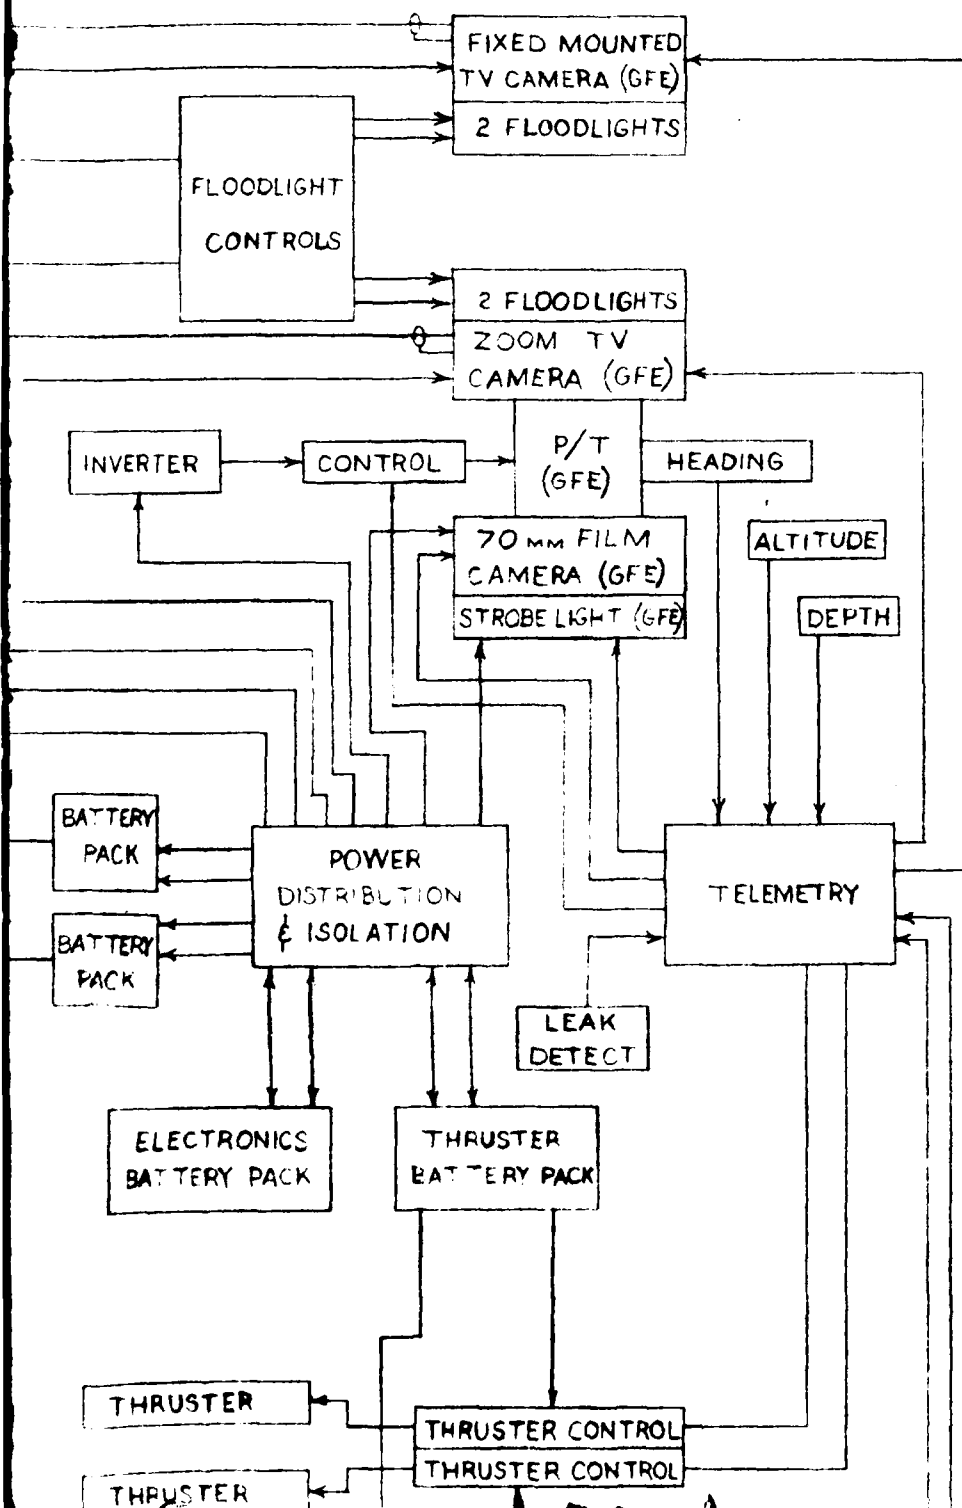 FIXED MOUNTED
TV CAMERA (GFE)
2 FLOODLIGHTS
FLOODLIGHT
CONTROLS
2 FLOODLIGHTS
ZOOM TV
CAMERA (GFE)
P/T
(GFE)
INVERTER
CONTROL
HEADING
70 MM FILM
CAMERA (GFE)
STROBE LIGHT (GFE)
ALTITUDE
DEPTH
BATTERY
PACK
POWER
DISTRIBUTION
& ISOLATION
TELEMETRY
BATTERY
PACK
LEAK
DETECT
ELECTRONICS
BATTERY PACK
THRUSTER
BATTERY PACK
THRUSTER
THRUSTER CONTROL
THRUSTER CONTROL
THRUSTER